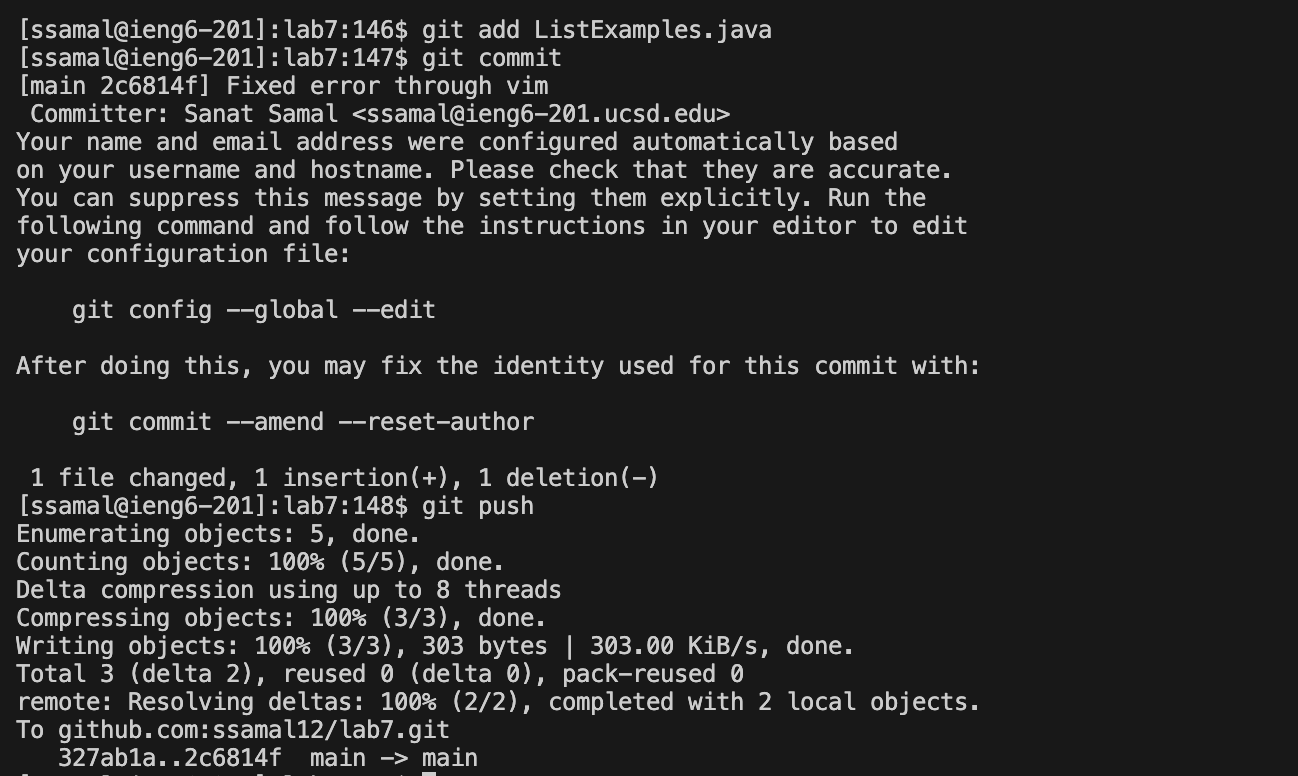 [ssamal@ieng6-201]:lab7:146$ git add ListExamples.java
[ssamal@ieng6-201]:lab7:147$ git commit
[main 2c6814f] Fixed error through vim
 Committer: Sanat Samal <ssamal@ieng6-201.ucsd.edu>
Your name and email address were configured automatically based
on your username and hostname. Please check that they are accurate.
You can suppress this message by setting them explicitly. Run the
following command and follow the instructions in your editor to edit
your configuration file:

    git config --global --edit

After doing this, you may fix the identity used for this commit with:

    git commit --amend --reset-author

 1 file changed, 1 insertion(+), 1 deletion(-)
[ssamal@ieng6-201]:lab7:148$ git push
Enumerating objects: 5, done.
Counting objects: 100% (5/5), done.
Delta compression using up to 8 threads
Compressing objects: 100% (3/3), done.
Writing objects: 100% (3/3), 303 bytes | 303.00 KiB/s, done.
Total 3 (delta 2), reused 0 (delta 0), pack-reused 0
remote: Resolving deltas: 100% (2/2), completed with 2 local objects.
To github.com:ssamal12/lab7.git
   327ab1a..2c6814f  main -> main